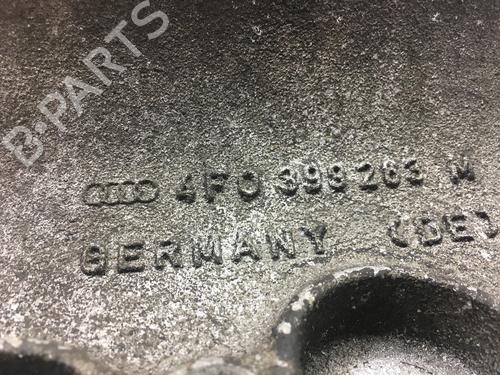 B-PARTS
4F0 399 263 M
GERMANY (DE)